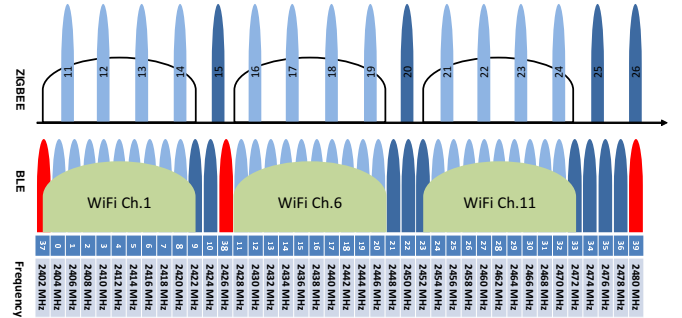 ZIGBEE
11 12 13 14 15 16 17 18 19 20 21 22 23 24 25 26
BLE
WiFi Ch.1 WiFi Ch.6 WiFi Ch.11
37 0 1 2 3 4 5 6 7 8 9 10 38 11 12 13 14 15 16 17 18 19 20 21 22 23 24 25 26 27 28 29 30 31 32 33 34 35 36 39
Frequency
2402 MHz
2404 MHz
2406 MHz
2408 MHz
2410 MHz
2412 MHz
2414 MHz
2416 MHz
2418 MHz
2420 MHz
2422 MHz
2424 MHz
2426 MHz
2428 MHz
2430 MHz
2432 MHz
2434 MHz
2436 MHz
2438 MHz
2440 MHz
2442 MHz
2444 MHz
2446 MHz
2448 MHz
2450 MHz
2452 MHz
2454 MHz
2456 MHz
2458 MHz
2460 MHz
2462 MHz
2464 MHz
2466 MHz
2468 MHz
2470 MHz
2472 MHz
2474 MHz
2476 MHz
2478 MHz
2480 MHz